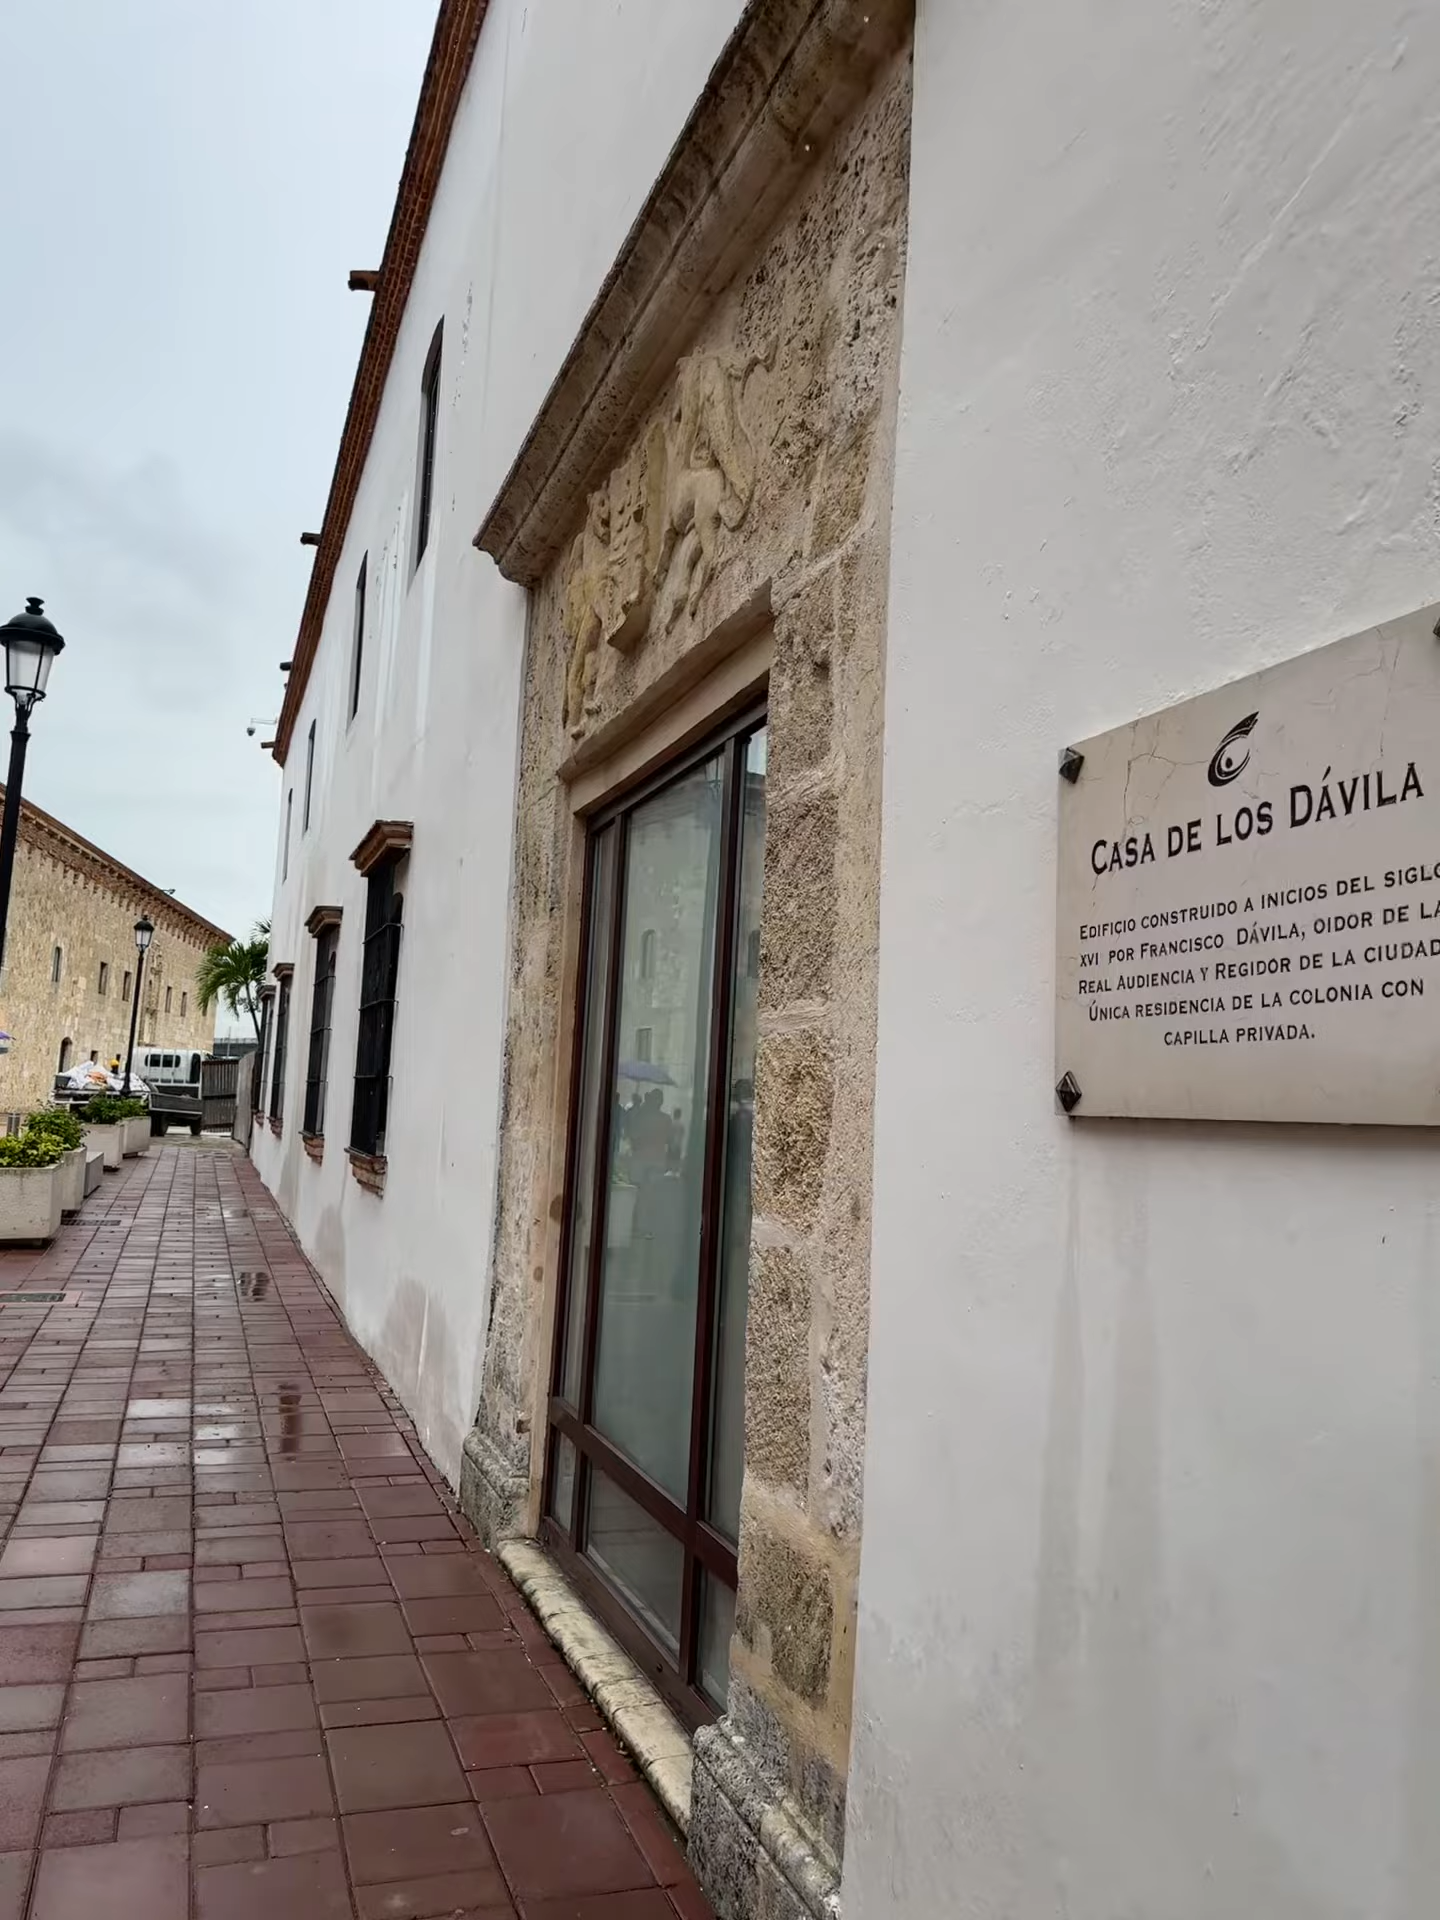 CASA DE LOS DÁVILA
EDIFICIO CONSTRUIDO A INICIOS DEL SIGLO
XVI POR FRANCISCO DÁVILA, OIDOR DE LA
REAL AUDIENCIA Y REGIDOR DE LA CIUDAD
ÚNICA RESIDENCIA DE LA COLONIA CON
CAPILLA PRIVADA.